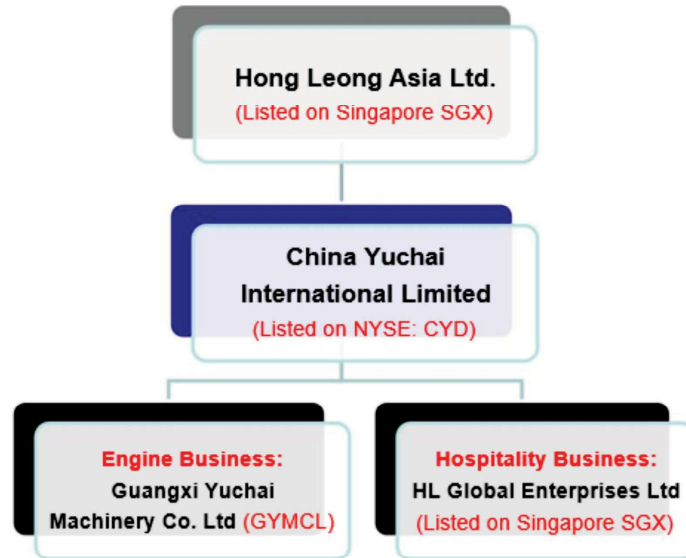 Hong Leong Asia Ltd.
(Listed on Singapore SGX)
China Yuchai
International Limited
(Listed on NYSE: CYD)
Engine Business:
Guangxi Yuchai
Machinery Co. Ltd (GYMCL)
Hospitality Business:
HL Global Enterprises Ltd
(Listed on Singapore SGX)